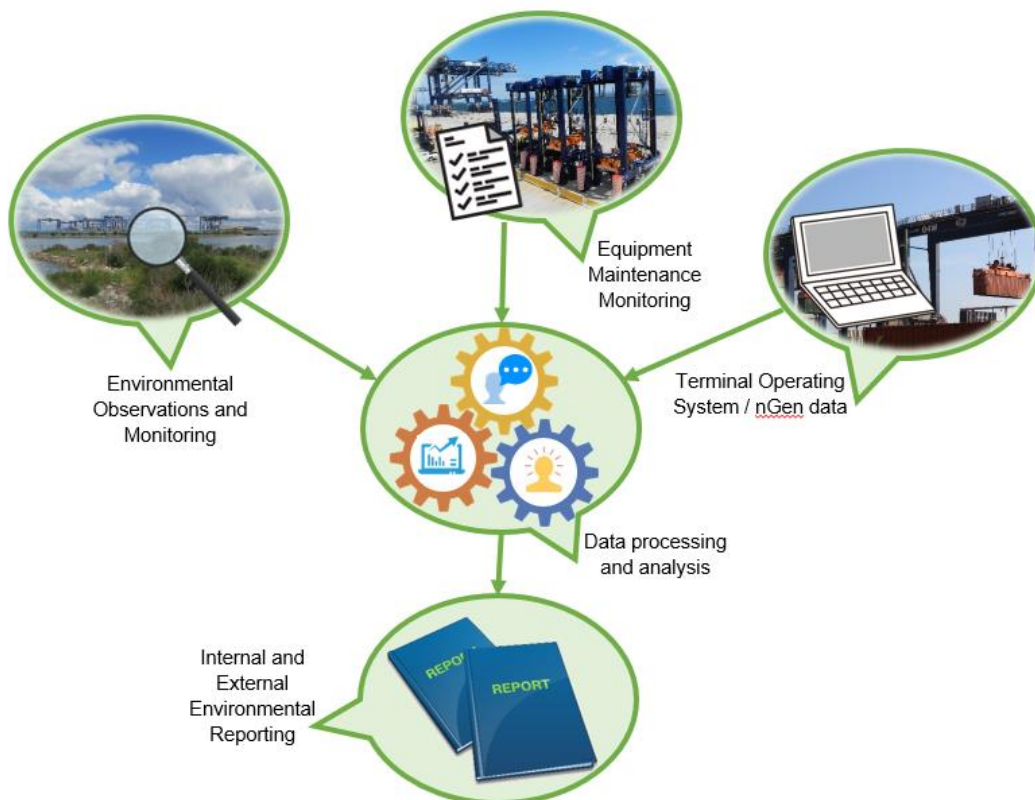 Equipment
Maintenance
Monitoring
Environmental
Observations and
Monitoring
Terminal Operating
System / nGen data
Data processing
and analysis
Internal and
External
Environmental
Reporting
REPORT
REPORT